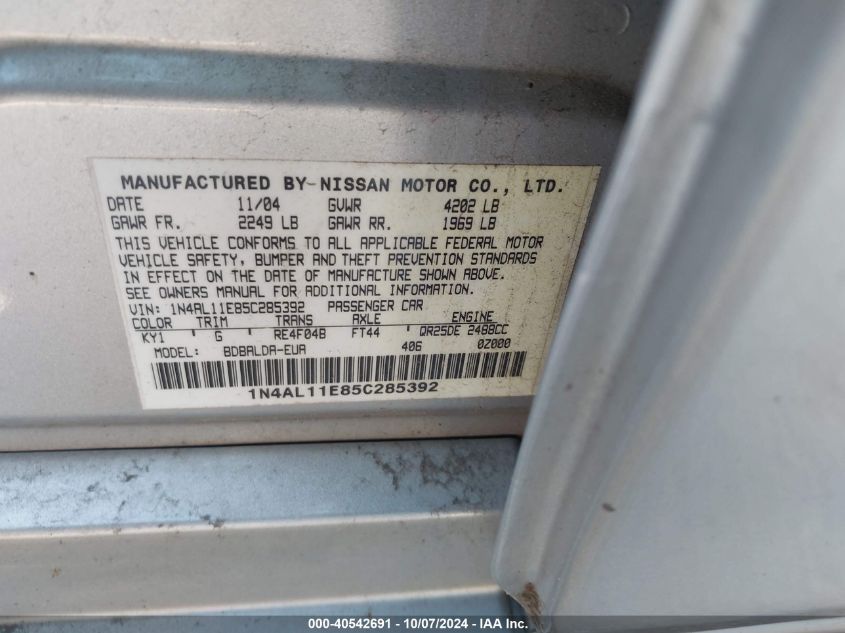 MANUFACTURED BY-NISSAN MOTOR CO., LTD.
DATE 11/04 GVWR 4202 LB
GAWR FR. 2249 LB GAWR RR. 1969 LB
THIS VEHICLE CONFORMS TO ALL APPLICABLE FEDERAL MOTOR
VEHICLE SAFETY, BUMPER AND THEFT PREVENTION STANDARDS
IN EFFECT ON THE DATE OF MANUFACTURE SHOWN ABOVE.
SEE OWNERS MANUAL FOR ADDITIONAL INFORMATION.
VIN: 1N4AL11E85C285392 PASSENGER CAR
COLOR TRIM TRANS AXLE ENGINE
KY1 G RE4F04B FT44 QR25DE 2488CC
MODEL: BDBALDA-EUA 406 0Z000
1N4AL11E85C285392
000-40542691 - 10/07/2024 - IAA Inc.